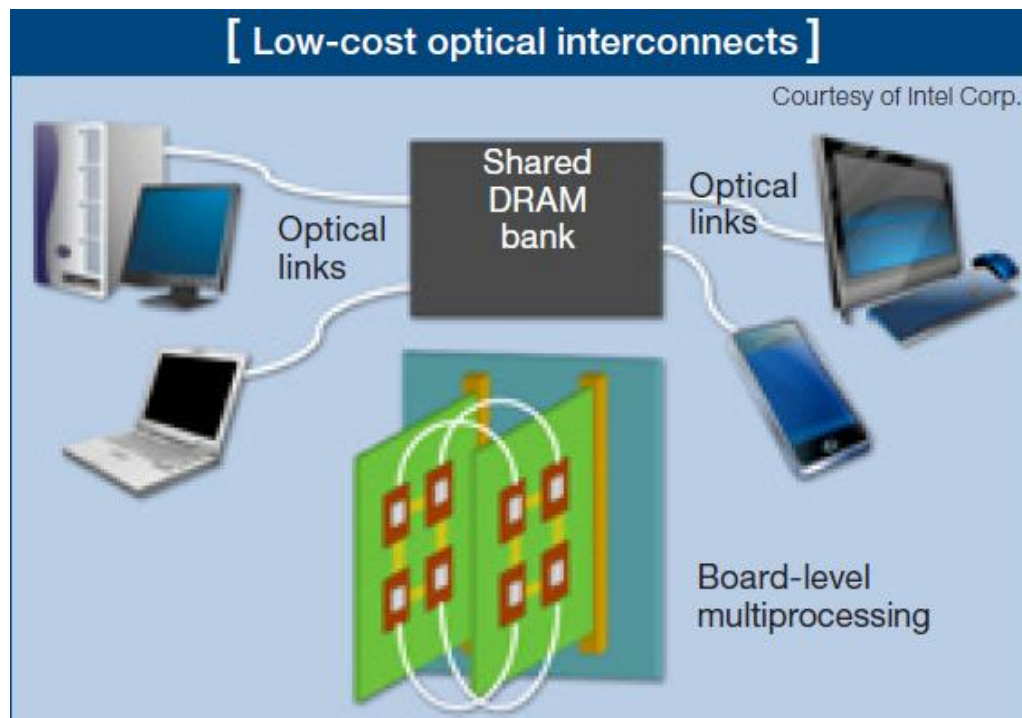 [ Low-cost optical interconnects ]
Courtesy of Intel Corp.
Shared
DRAM
bank
Optical
links
Optical
links
Board-level
multiprocessing